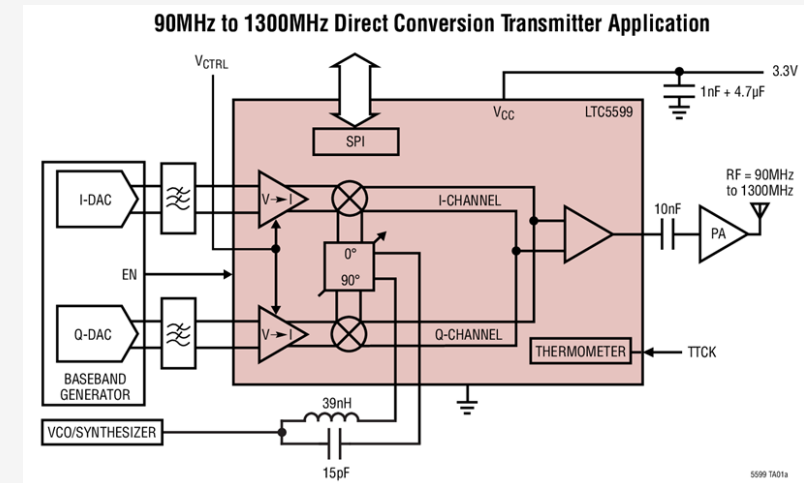 90MHz to 1300MHz Direct Conversion Transmitter Application
VCTRL
3.3V
1nF + 4.7µF
VCC
LTC5599
SPI
RF = 90MHz
to 1300MHz
I-DAC
V→I
I-CHANNEL
10nF
PA
0°
90°
EN
Q-DAC
V→I
Q-CHANNEL
THERMOMETER
TTCK
BASEBAND
GENERATOR
39nH
VCO/SYNTHESIZER
15pF
5599 TA01a